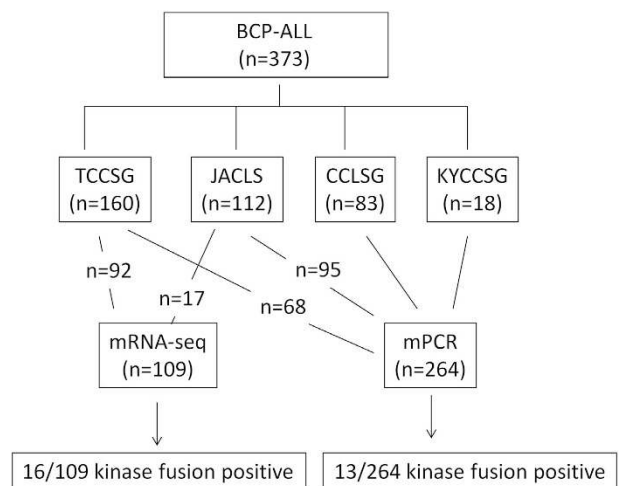 BCP-ALL
(n=373)
TCCSG
(n=160)
JACLS
(n=112)
CCLSG
(n=83)
KYCCSG
(n=18)
n=92
n=17
n=95
n=68
mRNA-seq
(n=109)
mPCR
(n=264)
16/109 kinase fusion positive
13/264 kinase fusion positive